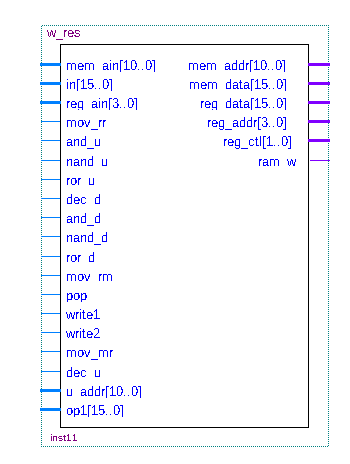 w_res
mem_ain[10..0] mem_addr[10..0]
in[15..0] mem_data[15..0]
reg_ain[3..0] reg_data[15..0]
mov_rr reg_addr[3..0]
and_u reg_ctl[1..0]
nand_u ram_w
ror_u
dec_d
and_d
nand_d
ror_d
mov_rm
pop
write1
write2
mov_mr
dec_u
u_addr[10..0]
op1[15..0]
inst11